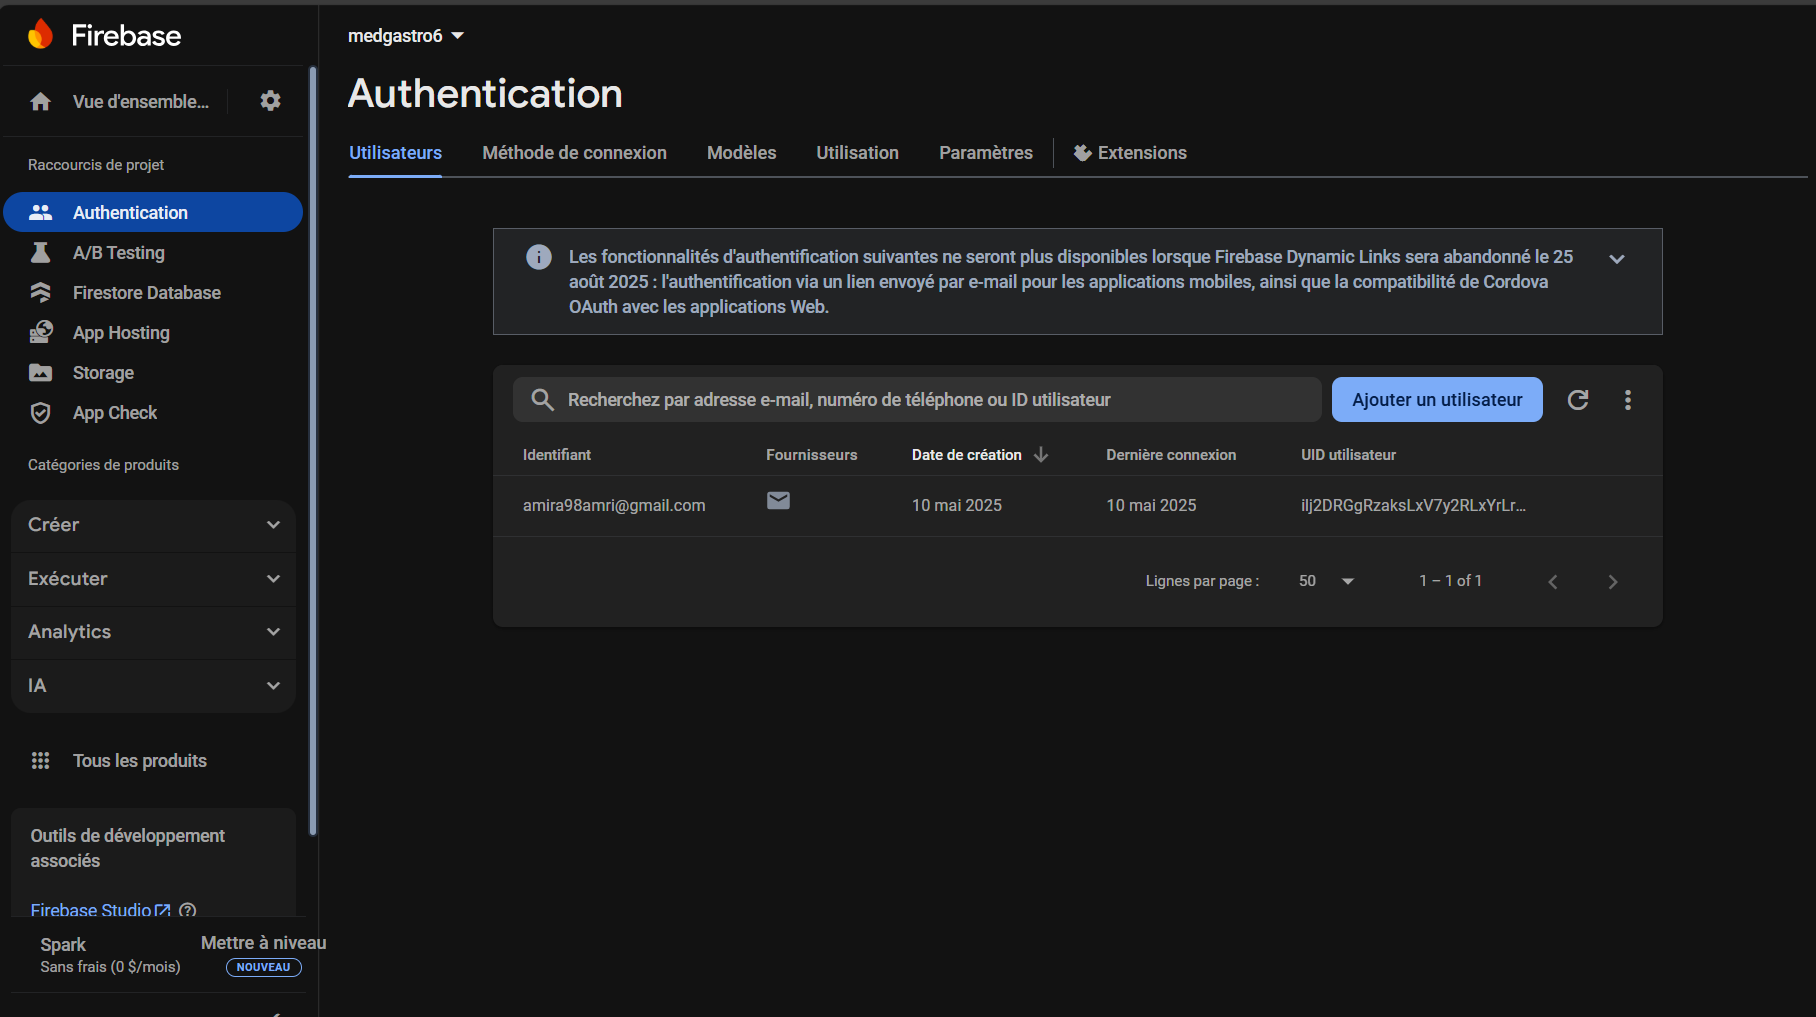 Firebase
Vue d'ensemble...
Raccourcis de projet
Authentication
A/B Testing
Firestore Database
App Hosting
Storage
App Check
Catégories de produits
Créer
Exécuter
Analytics
IA
Tous les produits
Outils de développement
associés
Firebase Studio
Spark
Sans frais (0 $/mois)
Mettre à niveau
NOUVEAU
medgastro6
Authentication
Utilisateurs
Méthode de connexion
Modèles
Utilisation
Paramètres
Extensions
Les fonctionnalités d'authentification suivantes ne seront plus disponibles lorsque Firebase Dynamic Links sera abandonné le 25
août 2025 : l'authentification via un lien envoyé par e-mail pour les applications mobiles, ainsi que la compatibilité de Cordova
OAuth avec les applications Web.
Recherchez par adresse e-mail, numéro de téléphone ou ID utilisateur
Ajouter un utilisateur
Identifiant Fournisseurs Date de création Dernière connexion UID utilisateur
amira98amri@gmail.com 10 mai 2025 10 mai 2025 ilj2DRGgRzaksLxV7y2RLxYrLr...
Lignes par page : 50 1 – 1 of 1